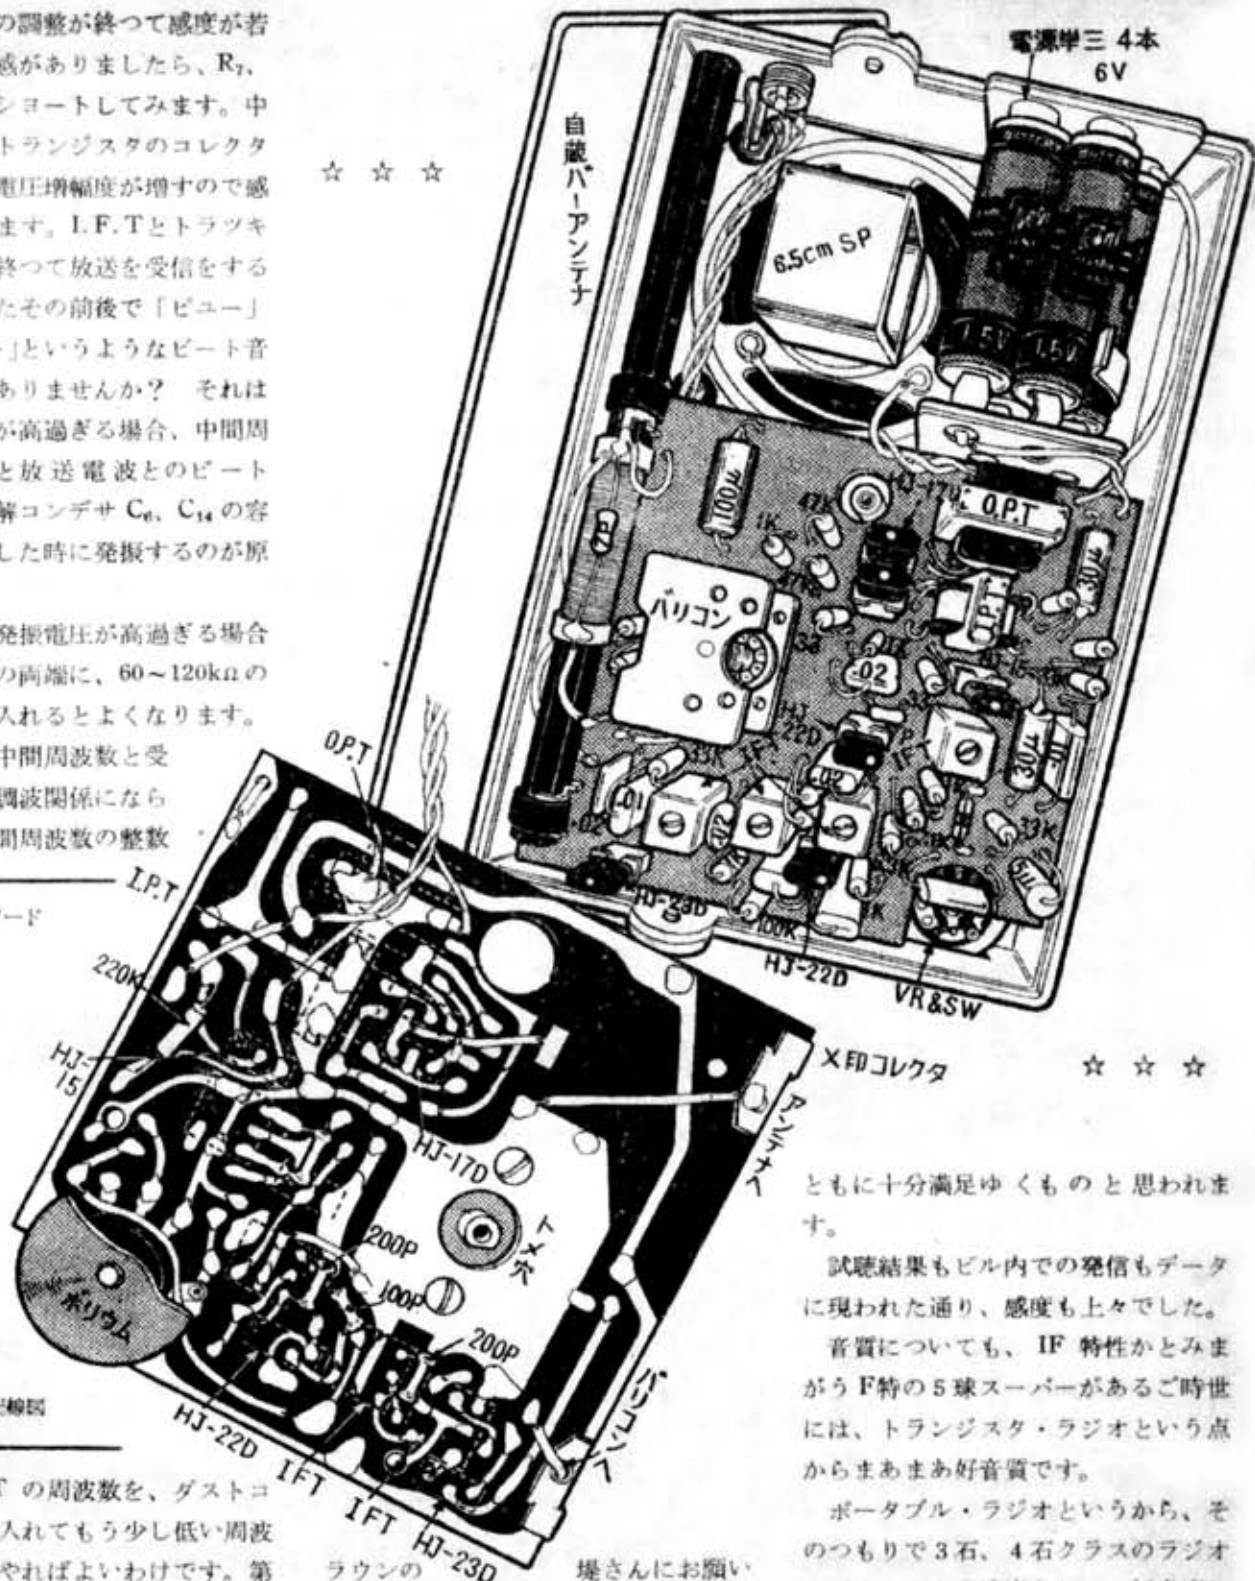 の調整が終つて感度が若
感がありましたら、R₇、
ショートしてみます。中
トランジスタのコレクタ
電圧増幅度が増すので感
ます。I.F.Tとトラツキ
終つて放送を受信をする
たその前後で「ピユー」
」というようなビート音
ありませんか? それは
が高過ぎる場合、中間周
と放送電波とのビート
解コンデサ C₆、C₁₄ の容
した時に発振するのが原
発振電圧が高過ぎる場合
の両端に、60~120kΩの
入れるとよくなります。
中間周波数と受
調波関係になら
間周波数の整数
ード
配線図
T の周波数を、ダストコ
入れてもう少し低い周波
やればよいわけです。第
☆ ☆ ☆
自蔵バーアンテナ
電源単三 4本
6V
6.5cm SP
1.5V
1.5V
100μ
47K
1K
HJ-17D
O.P.T
30μ
バリコン
.02
HJ-
22D
IFT
33K
IFT
.02
30μ
.01
.02
.02
1K
33K
5μ
HJ-23D
100K
HJ-22D
VR&SW
O.P.T
I.P.T
220K
HJ-
15
HJ-17D
200P
100P
200P
トメ穴
ボリウム
×印コレクタ
アンテナへ
バリコンへ
HJ-22D
IFT
IFT
HJ-23D
☆ ☆ ☆
ラウンの
堤さんにお願い
ともに十分満足ゆくものと思われま
す。
試聴結果もビル内での発信もデータ
に現われた通り、感度も上々でした。
音質についても、IF 特性かとみま
がうF特の5球スーパーがあるご時世
には、トランジスタ・ラジオという点
からまあまあ好音質です。
ポータブル・ラジオというから、そ
のつもりで3石、4石クラスのラジオ